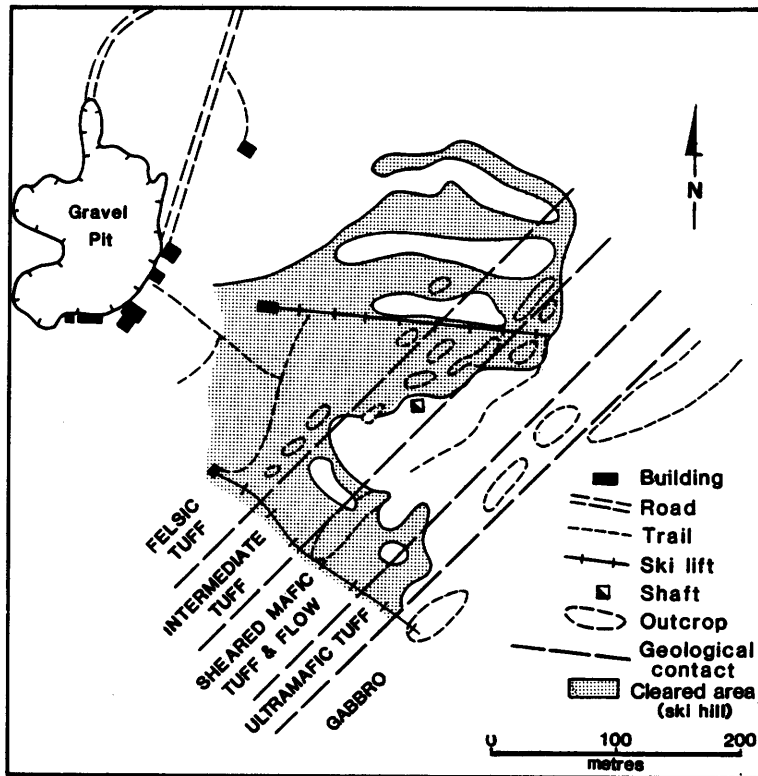 Gravel
Pit
N
FELSIC
TUFF
INTERMEDIATE
TUFF
SHEARED MAFIC
TUFF & FLOW
ULTRAMAFIC TUFF
GABBRO
Building
Road
Trail
Ski lift
Shaft
Outcrop
Geological
contact
Cleared area
(ski hill)
0 100 200
metres